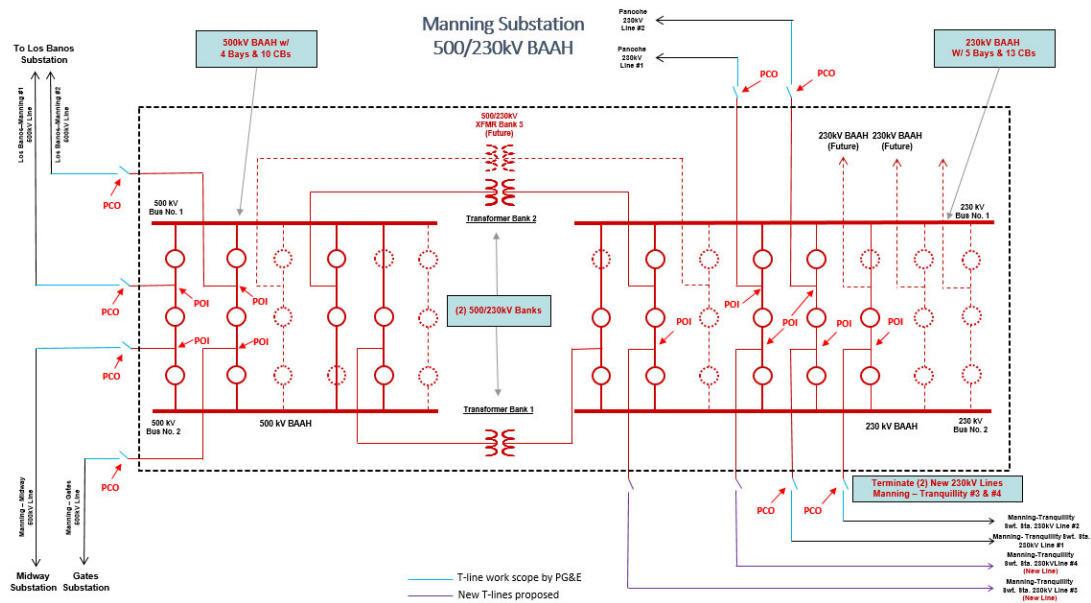 Manning Substation
500/230kV BAAH
To Los Banos
Substation
500kV BAAH w/
4 Bays & 10 CBs
Panoche
230kV
Line #2
Panoche
230kV
Line #1
230kV BAAH
W/ 5 Bays & 13 CBs
PCO
PCO
Los Banos–Manning #1
500kV Line
Los Banos–Manning #2
500kV Line
500/230kV
XFMR Bank 3
(Future)
230kV BAAH
(Future)
230kV BAAH
(Future)
PCO
500 kV
Bus No. 1
Transformer Bank 2
230 kV
Bus No. 1
PCO
POI
POI
(2) 500/230kV Banks
POI
POI
POI
POI
POI
POI
POI
POI
PCO
500 kV
Bus No. 2
500 kV BAAH
Transformer Bank 1
230 kV BAAH
230 kV
Bus No. 2
PCO
Manning – Midway
500kV Line
Manning – Gates
500kV Line
PCO
PCO
Terminate (2) New 230kV Lines
Manning – Tranquillity #3 & #4
Manning-Tranquillity
Swt. Sta. 230kV Line #2
Manning- Tranquillity Swt. Sta.
230kV Line #1
Manning-Tranquillity
Swt. Sta. 230kVLine #4
(New Line)
Manning-Tranquillity
Swt. Sta. 230kV Line #3
(New Line)
Midway
Substation
Gates
Substation
T-line work scope by PG&E
New T-lines proposed